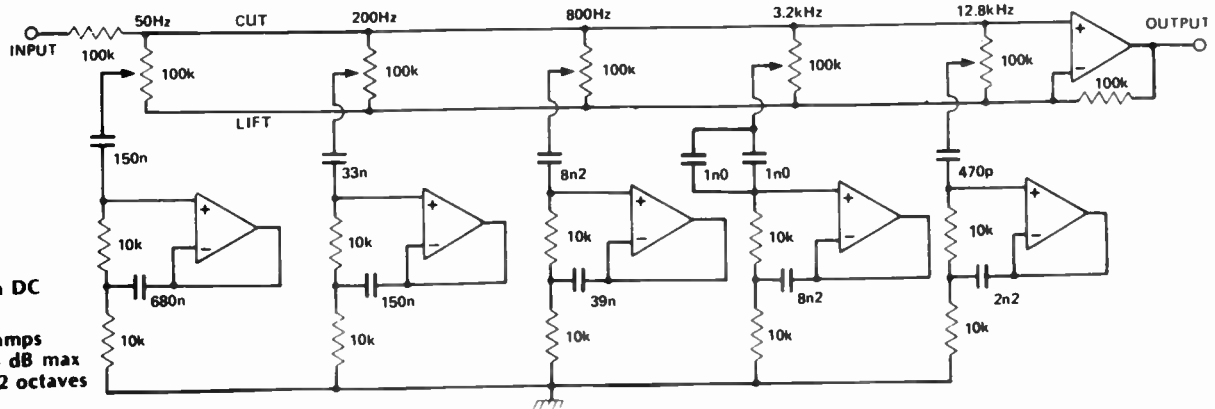 50Hz CUT 200Hz 800Hz 3.2kHz 12.8kHz OUTPUT
INPUT 100k 100k 100k 100k 100k 100k + −
LIFT 100k
150n 33n 8n2 1n0 1n0 470p
+ + + + +
10k − 10k − 10k − 10k − 10k −
DC 680n 150n 39n 8n2 2n2
10k 10k 10k 10k 10k
amps
dB max
2 octaves